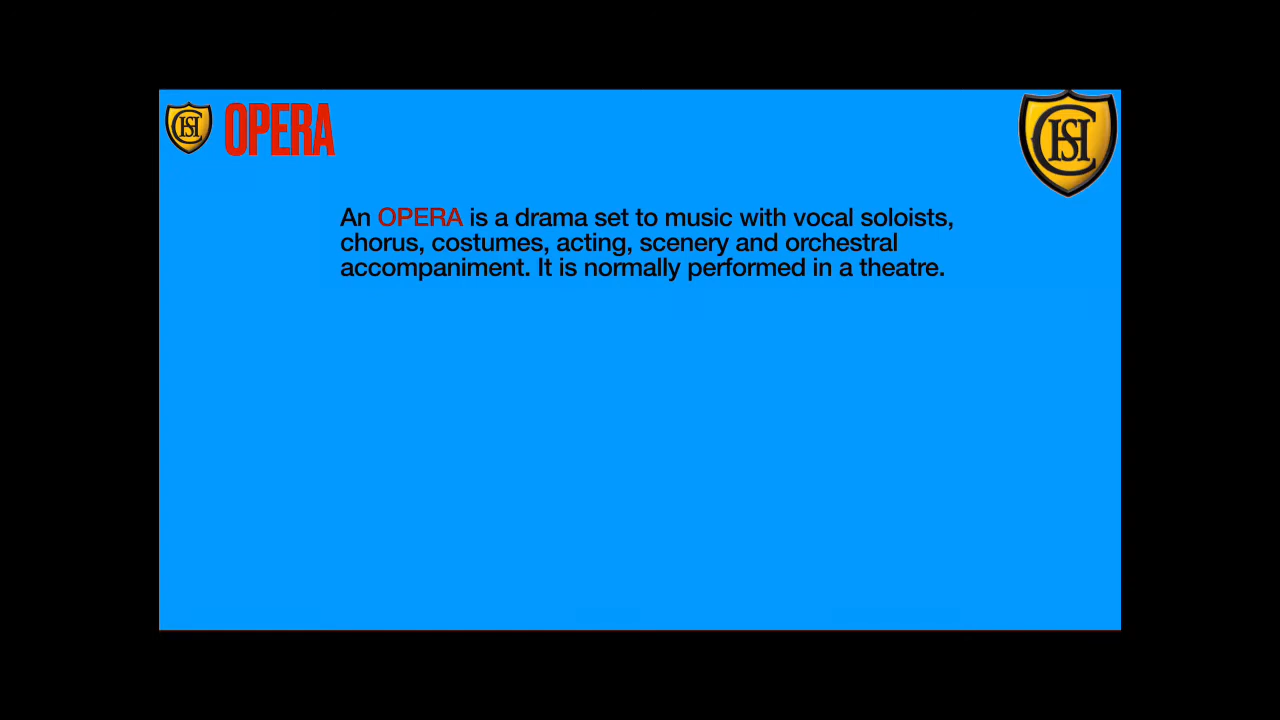 OPERA
An OPERA is a drama set to music with vocal soloists,
chorus, costumes, acting, scenery and orchestral
accompaniment. It is normally performed in a theatre.